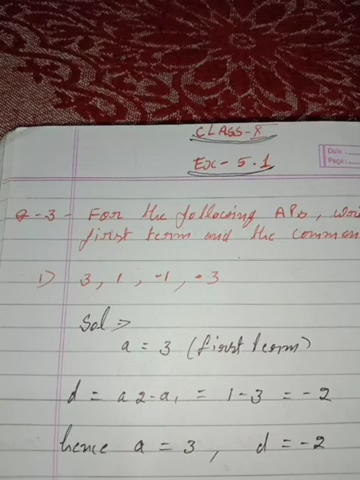 CLASS-X
Ex-5.1
Date :
Page :
Q-3- For the following APs,
first term and the common
1) 3, 1, -1, -3
Sol ⇒
a = 3 (first term)
d = a2-a1 = 1-3 = -2
hence a = 3, d = -2